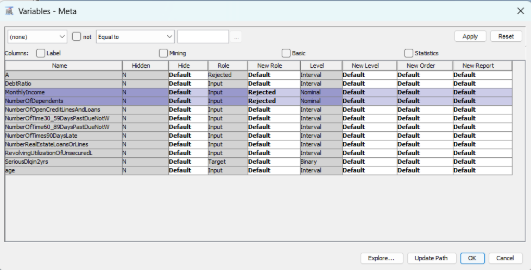 Variables - Meta
(none) not Equal to ... Apply Reset
Columns: Label Mining Basic Statistics
Name Hidden Hide Role New Role Level New Level New Order New Report
A N Default Rejected Default Interval Default Default Default
DebtRatio N Default Input Default Interval Default Default Default
MonthlyIncome N Default Input Rejected Nominal Default Default Default
NumberOfDependents N Default Input Rejected Nominal Default Default Default
NumberOfOpenCreditLinesAndLoans N Default Input Default Interval Default Default Default
NumberOfTime30_59DaysPastDueNotW N Default Input Default Interval Default Default Default
NumberOfTime60_89DaysPastDueNotW N Default Input Default Interval Default Default Default
NumberOfTimes90DaysLate N Default Input Default Interval Default Default Default
NumberRealEstateLoansOrLines N Default Input Default Interval Default Default Default
RevolvingUtilizationOfUnsecuredL N Default Input Default Interval Default Default Default
SeriousDlqin2yrs N Default Target Default Binary Default Default Default
age N Default Input Default Interval Default Default Default
Explore... Update Path OK Cancel